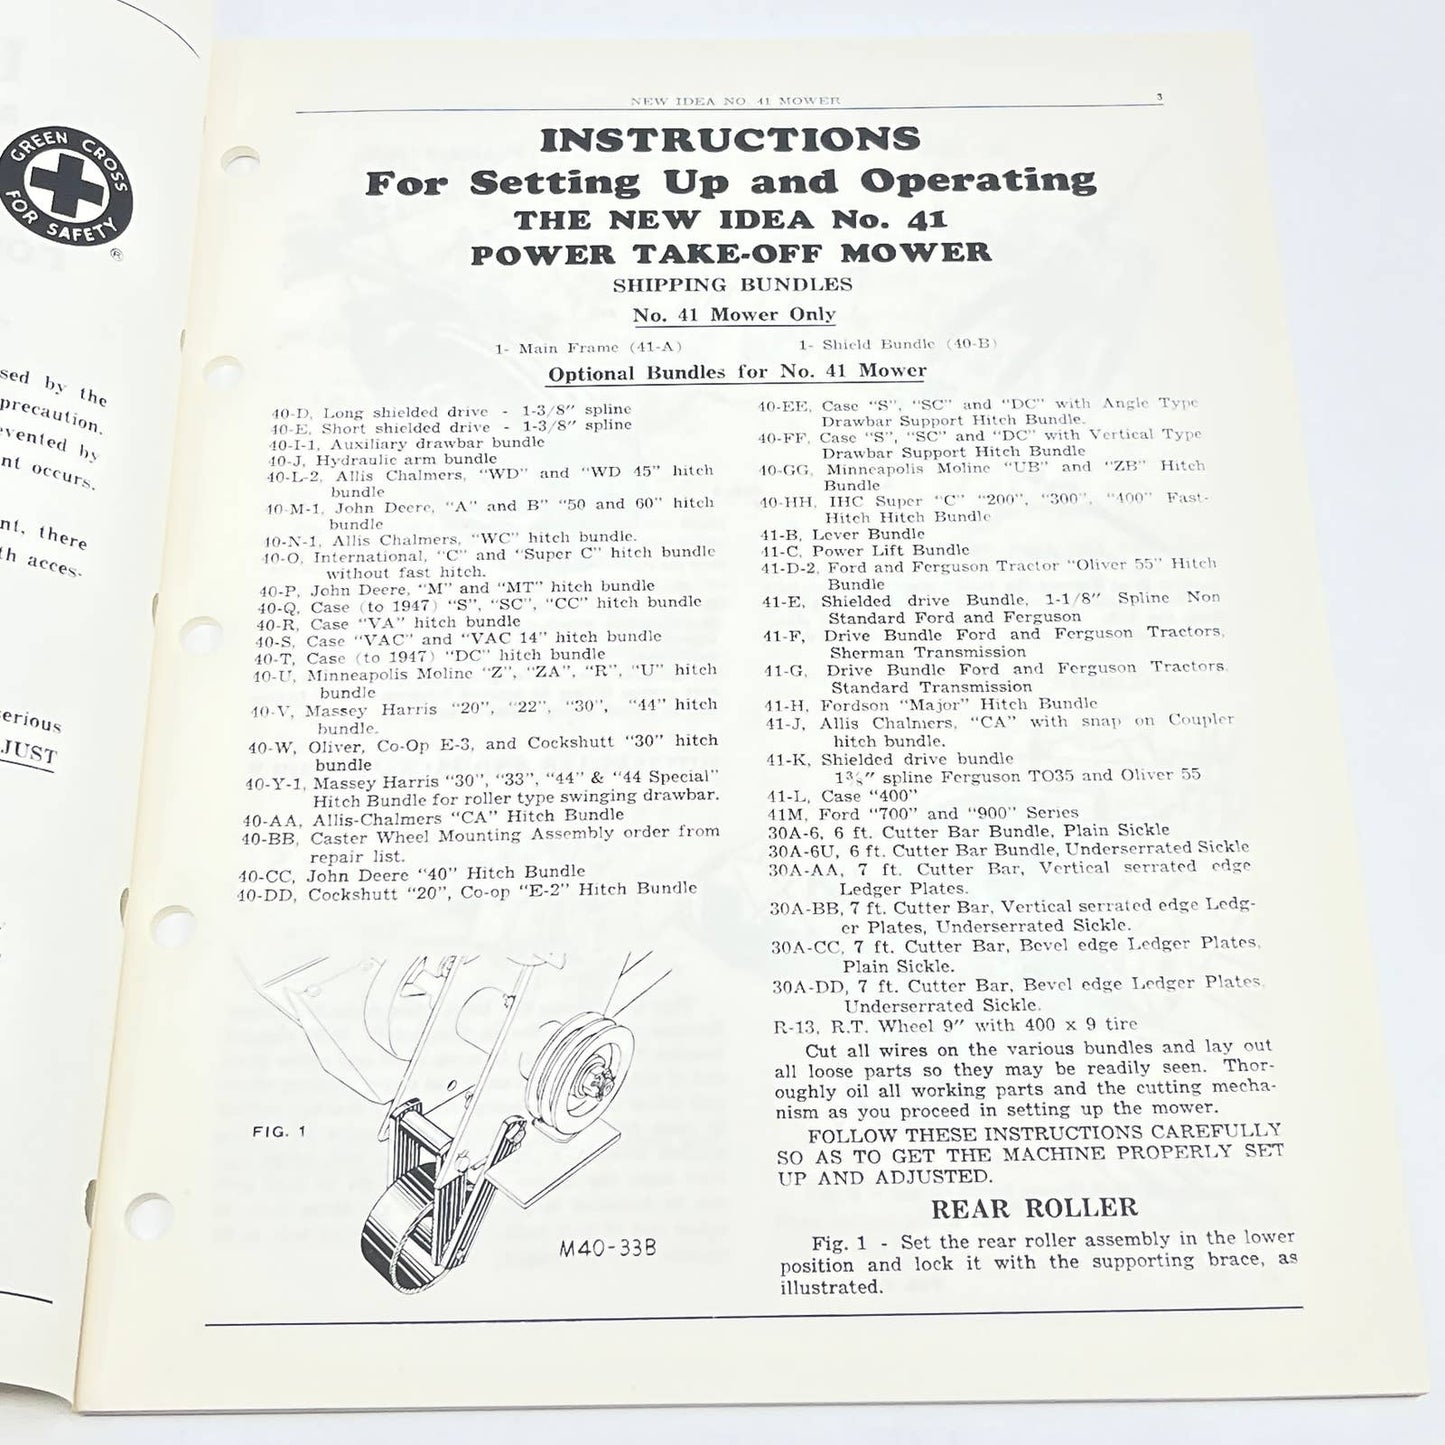 GREEN CROSS
FOR SAFETY
®
sed by the
precaution.
vented by
nt occurs.
nt, there
th acces-
erious
JUST
NEW IDEA NO. 41 MOWER 3
INSTRUCTIONS
For Setting Up and Operating
THE NEW IDEA No. 41
POWER TAKE-OFF MOWER
SHIPPING BUNDLES
No. 41 Mower Only
1- Main Frame (41-A) 1- Shield Bundle (40-B)
Optional Bundles for No. 41 Mower
40-D, Long shielded drive - 1-3/8" spline
40-E, Short shielded drive - 1-3/8" spline
40-I-1, Auxiliary drawbar bundle
40-J, Hydraulic arm bundle
40-L-2, Allis Chalmers, "WD" and "WD 45" hitch
bundle
40-M-1, John Deere, "A" and B" "50 and 60" hitch
bundle
40-N-1, Allis Chalmers, "WC" hitch bundle.
40-O, International, "C" and "Super C" hitch bundle
without fast hitch.
40-P, John Deere, "M" and "MT" hitch bundle
40-Q, Case (to 1947) "S", "SC", "CC" hitch bundle
40-R, Case "VA" hitch bundle
40-S, Case "VAC" and "VAC 14" hitch bundle
40-T, Case (to 1947) "DC" hitch bundle
40-U, Minneapolis Moline "Z", "ZA", "R", "U" hitch
bundle
40-V, Massey Harris "20", "22", "30", "44" hitch
bundle.
40-W, Oliver, Co-Op E-3, and Cockshutt "30" hitch
bundle
40-Y-1, Massey Harris "30", "33", "44" & "44 Special"
Hitch Bundle for roller type swinging drawbar.
40-AA, Allis-Chalmers "CA" Hitch Bundle
40-BB, Caster Wheel Mounting Assembly order from
repair list.
40-CC, John Deere "40" Hitch Bundle
40-DD, Cockshutt "20", Co-op "E-2" Hitch Bundle
FIG. 1
M40-33B
40-EE, Case "S", "SC" and "DC" with Angle Type
Drawbar Support Hitch Bundle.
40-FF, Case "S", "SC" and "DC" with Vertical Type
Drawbar Support Hitch Bundle
40-GG, Minneapolis Moline "UB" and "ZB" Hitch
Bundle
40-HH, IHC Super "C" "200", "300", "400" Fast-
Hitch Hitch Bundle
41-B, Lever Bundle
41-C, Power Lift Bundle
41-D-2, Ford and Ferguson Tractor "Oliver 55" Hitch
Bundle
41-E, Shielded drive Bundle, 1-1/8" Spline Non
Standard Ford and Ferguson
41-F, Drive Bundle Ford and Ferguson Tractors,
Sherman Transmission
41-G, Drive Bundle Ford and Ferguson Tractors,
Standard Transmission
41-H, Fordson "Major" Hitch Bundle
41-J, Allis Chalmers, "CA" with snap on Coupler
hitch bundle.
41-K, Shielded drive bundle
1⅜" spline Ferguson TO35 and Oliver 55
41-L, Case "400"
41M, Ford "700" and "900" Series
30A-6, 6 ft. Cutter Bar Bundle, Plain Sickle
30A-6U, 6 ft. Cutter Bar Bundle, Underserrated Sickle
30A-AA, 7 ft. Cutter Bar, Vertical serrated edge
Ledger Plates.
30A-BB, 7 ft. Cutter Bar, Vertical serrated edge Ledg-
er Plates, Underserrated Sickle.
30A-CC, 7 ft. Cutter Bar, Bevel edge Ledger Plates,
Plain Sickle.
30A-DD, 7 ft. Cutter Bar, Bevel edge Ledger Plates,
Underserrated Sickle.
R-13, R.T. Wheel 9" with 400 x 9 tire
Cut all wires on the various bundles and lay out
all loose parts so they may be readily seen. Thor-
oughly oil all working parts and the cutting mecha-
nism as you proceed in setting up the mower.
FOLLOW THESE INSTRUCTIONS CAREFULLY
SO AS TO GET THE MACHINE PROPERLY SET
UP AND ADJUSTED.
REAR ROLLER
Fig. 1 - Set the rear roller assembly in the lower
position and lock it with the supporting brace, as
illustrated.